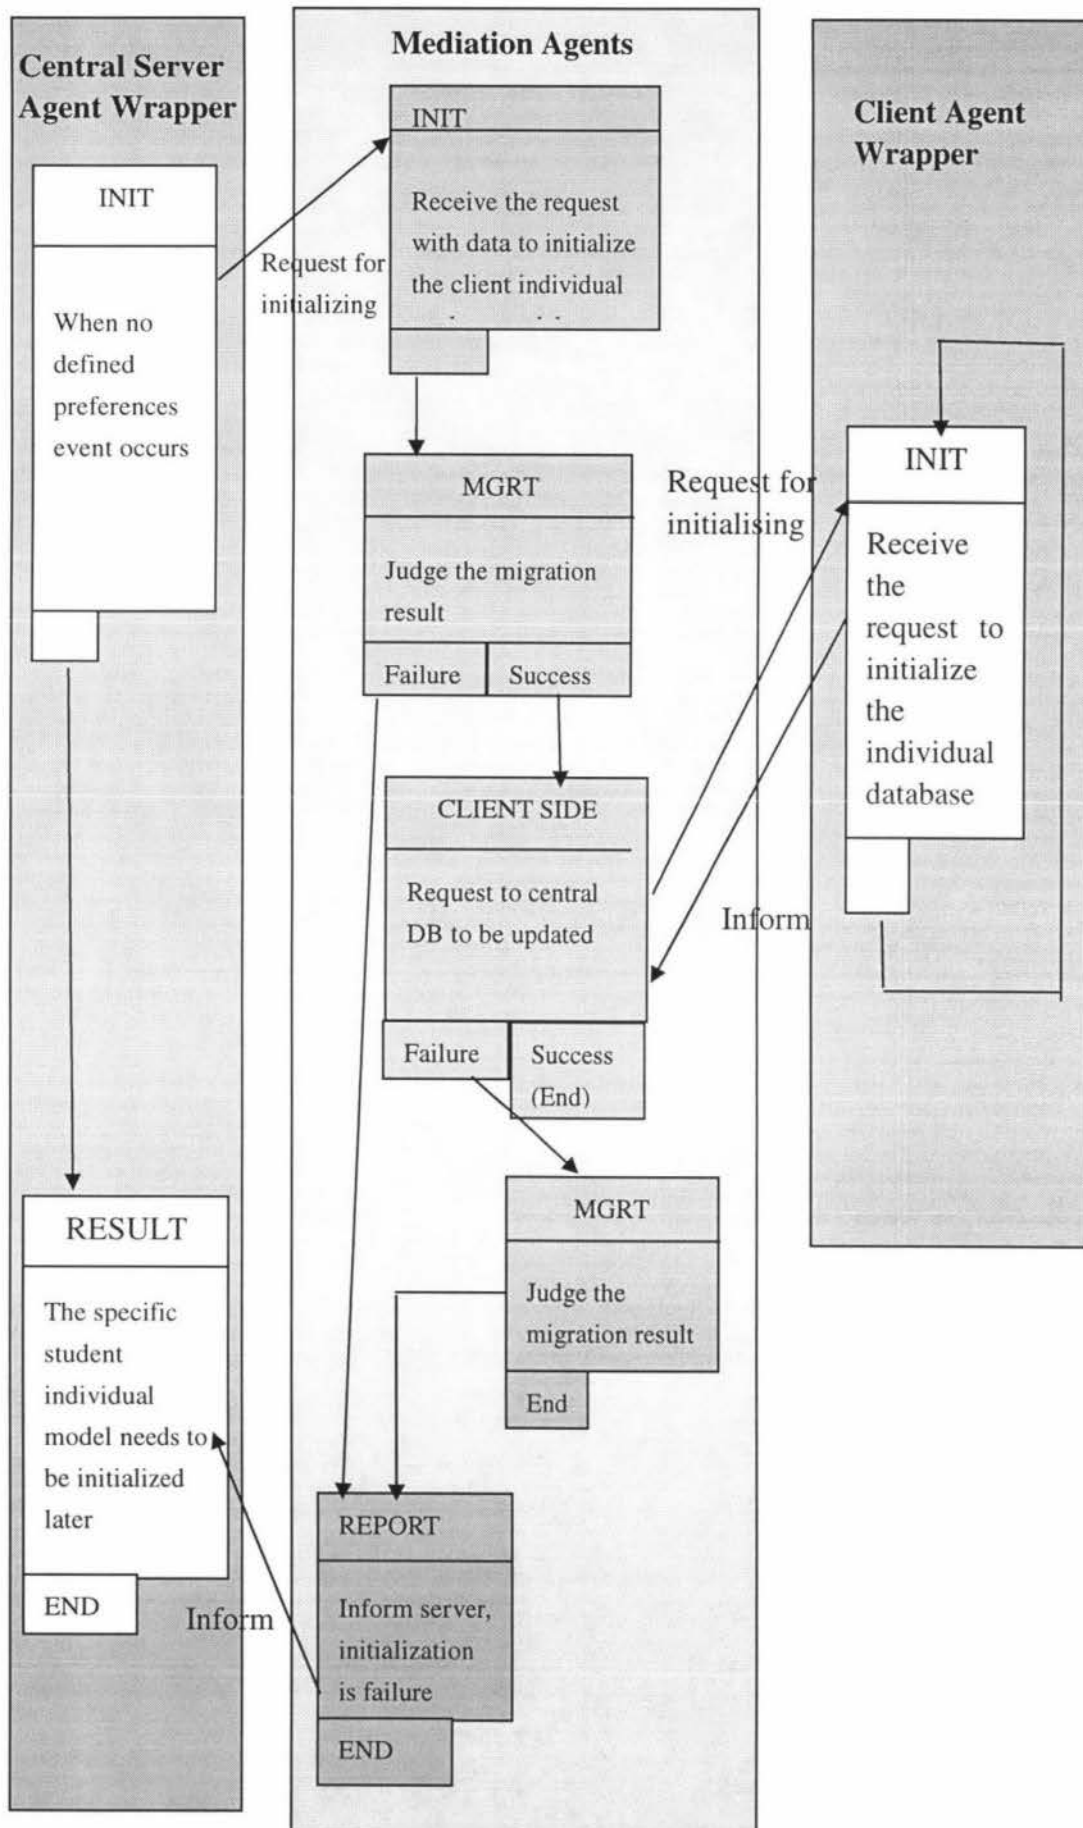 Central Server
Agent Wrapper
INIT
When no
defined
preferences
event occurs
RESULT
The specific
student
individual
model needs to
be initialized
later
END
Request for
initializing
Inform
Mediation Agents
INIT
Receive the request
with data to initialize
the client individual
MGRT
Judge the migration
result
Failure
Success
CLIENT SIDE
Request to central
DB to be updated
Failure
Success
(End)
MGRT
Judge the
migration result
End
REPORT
Inform server,
initialization
is failure
END
Request for
initialising
Inform
Client Agent
Wrapper
INIT
Receive
the
request to
initialize
the
individual
database